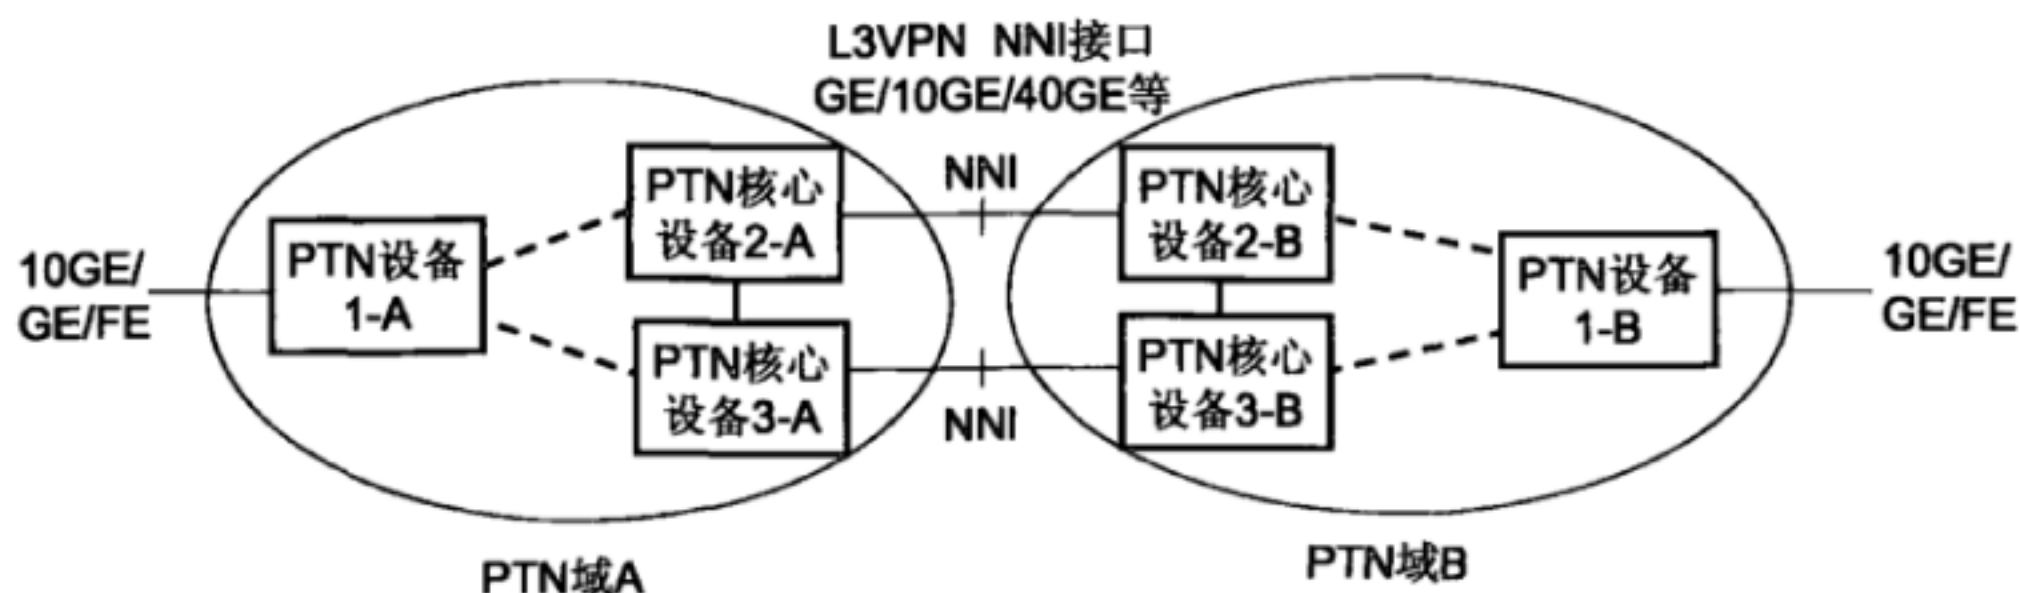 L3VPN NNI接口
GE/10GE/40GE等
NNI
PTN核心
设备2-A
PTN核心
设备2-B
10GE/
GE/FE
PTN设备
1-A
PTN设备
1-B
10GE/
GE/FE
PTN核心
设备3-A
PTN核心
设备3-B
NNI
PTN域A
PTN域B